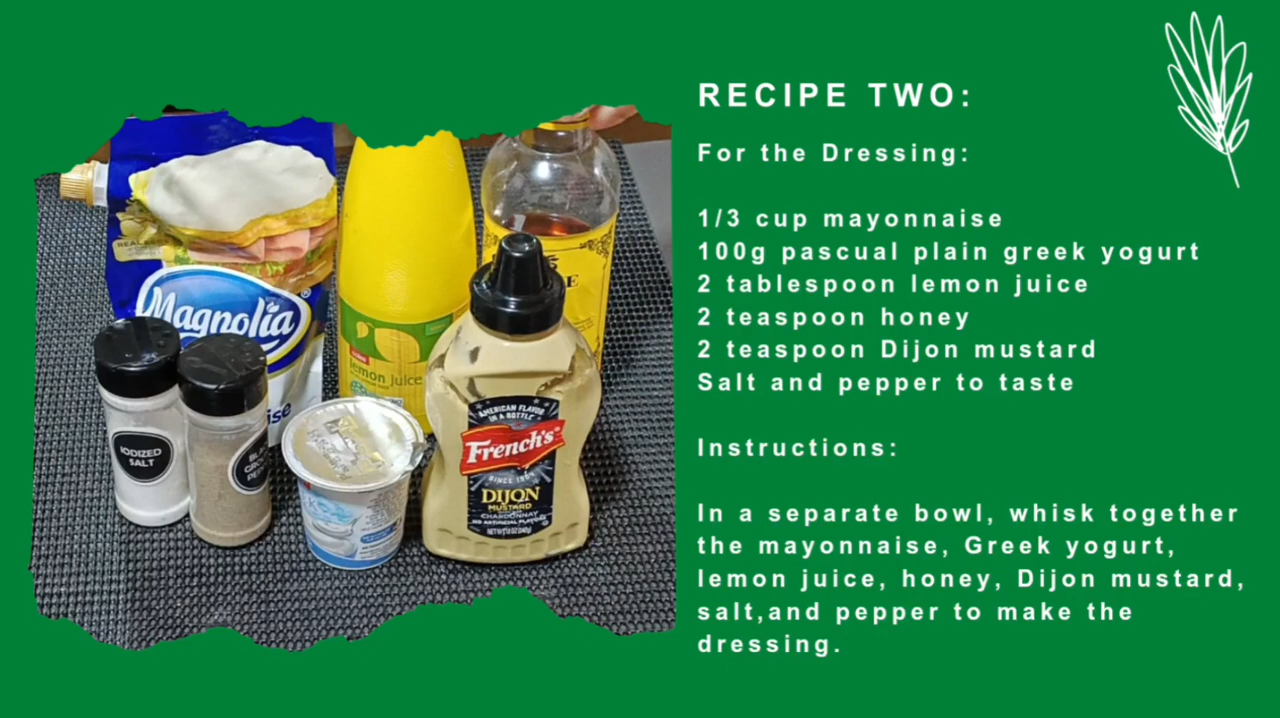 RECIPE TWO:
For the Dressing:
1/3 cup mayonnaise
100g pascual plain greek yogurt
2 tablespoon lemon juice
2 teaspoon honey
2 teaspoon Dijon mustard
Salt and pepper to taste
Instructions:
In a separate bowl, whisk together
the mayonnaise, Greek yogurt,
lemon juice, honey, Dijon mustard,
salt,and pepper to make the
dressing.
Magnolia
lemon juice
IODIZED
SALT
AMERICAN FLAVOR
IN A BOTTLE
French's
DIJON
MUSTARD
CHARDONNAY
NO ARTIFICIAL FLAVORS